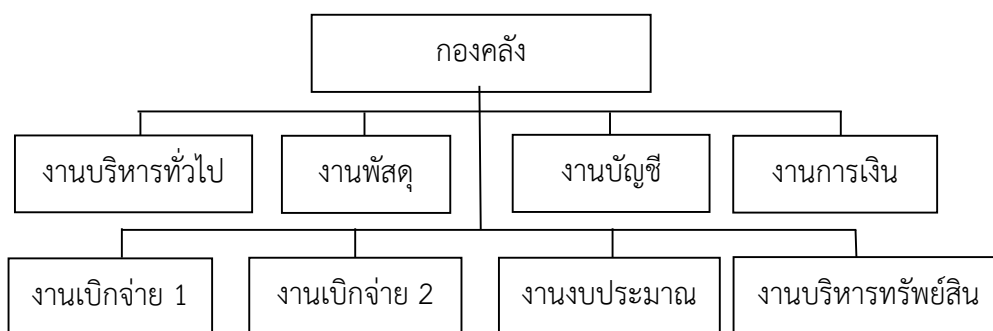 กองคลัง
งานบริหารทั่วไป
งานพัสดุ
งานบัญชี
งานการเงิน
งานเบิกจ่าย 1
งานเบิกจ่าย 2
งานงบประมาณ
งานบริหารทรัพย์สิน